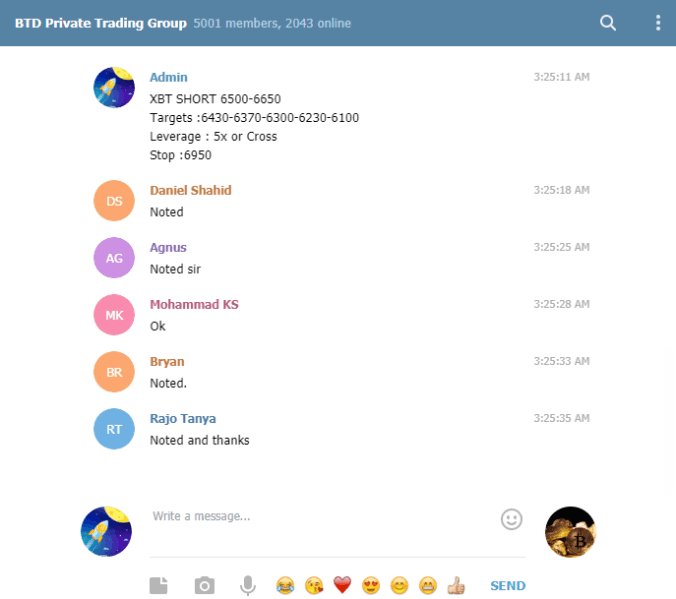 BTD Private Trading Group 5001 members, 2043 online
Admin 3:25:11 AM
XBT SHORT 6500-6650
Targets :6430-6370-6300-6230-6100
Leverage : 5x or Cross
Stop :6950
Daniel Shahid 3:25:18 AM
DS
Noted
Agnus 3:25:25 AM
AG
Noted sir
Mohammad KS 3:25:28 AM
MK
Ok
Bryan 3:25:33 AM
BR
Noted.
Rajo Tanya 3:25:35 AM
RT
Noted and thanks
Write a message...
B
SEND